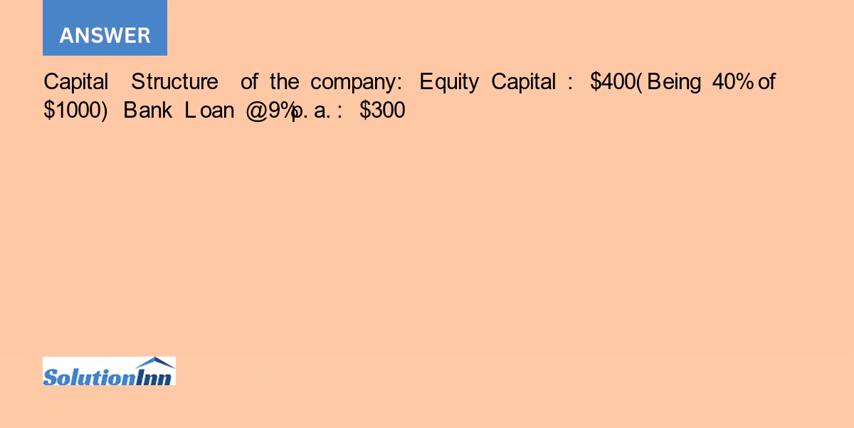 ANSWER
Capital Structure of the company: Equity Capital : $400( Being 40% of
$1000) Bank Loan @9%p. a. : $300
SolutionInn